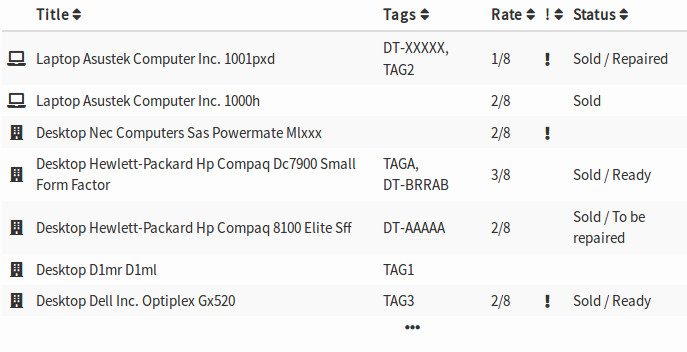 Title Tags Rate ! Status
DT-XXXXX,
Laptop Asustek Computer Inc. 1001pxd 1/8 ! Sold / Repaired
TAG2
Laptop Asustek Computer Inc. 1000h 2/8 Sold
Desktop Nec Computers Sas Powermate Mlxxx 2/8 !
Desktop Hewlett-Packard Hp Compaq Dc7900 Small TAGA,
3/8 Sold / Ready
Form Factor DT-BRRAB
Sold / To be
Desktop Hewlett-Packard Hp Compaq 8100 Elite Sff DT-AAAAA 2/8
repaired
Desktop D1mr D1ml TAG1
Desktop Dell Inc. Optiplex Gx520 TAG3 2/8 ! Sold / Ready
•••